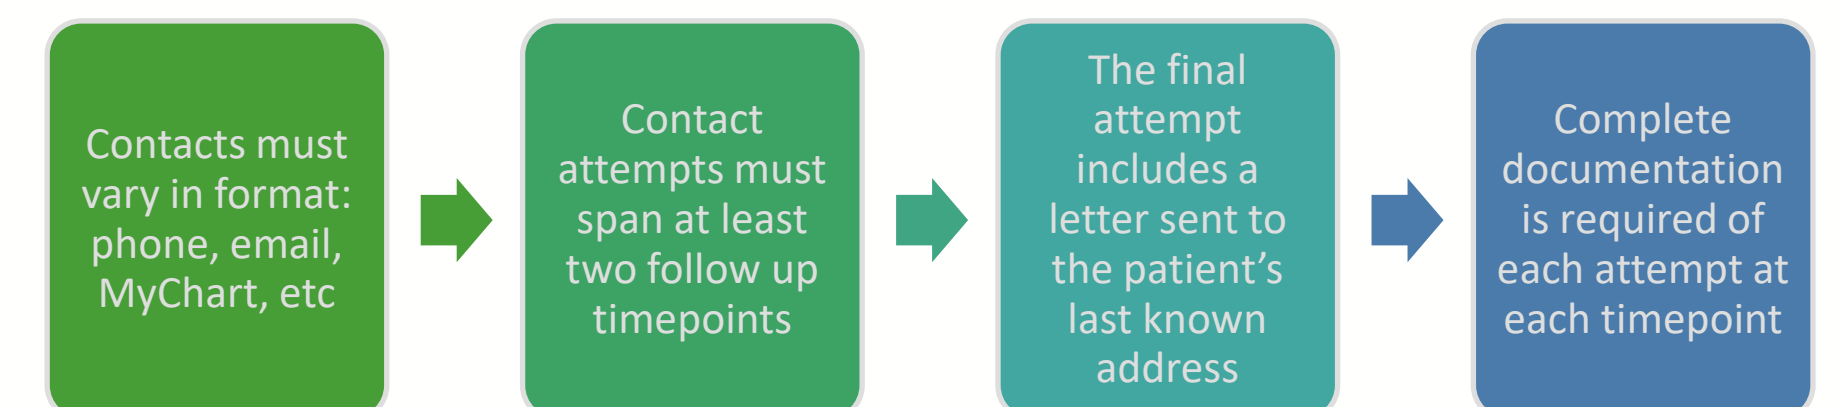 Contacts must
vary in format:
phone, email,
MyChart, etc
Contact
attempts must
span at least
two follow up
timepoints
The final
attempt
includes a
letter sent to
the patient’s
last known
address
Complete
documentation
is required of
each attempt at
each timepoint